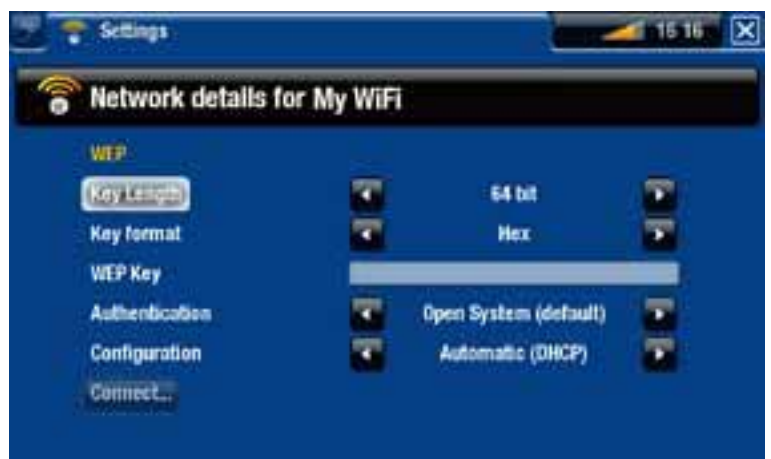 Settings 16 16
Network details for My WiFi
WEP
Key Length 64 bit
Key format Hex
WEP Key
Authentication Open System (default)
Configuration Automatic (DHCP)
Connect...